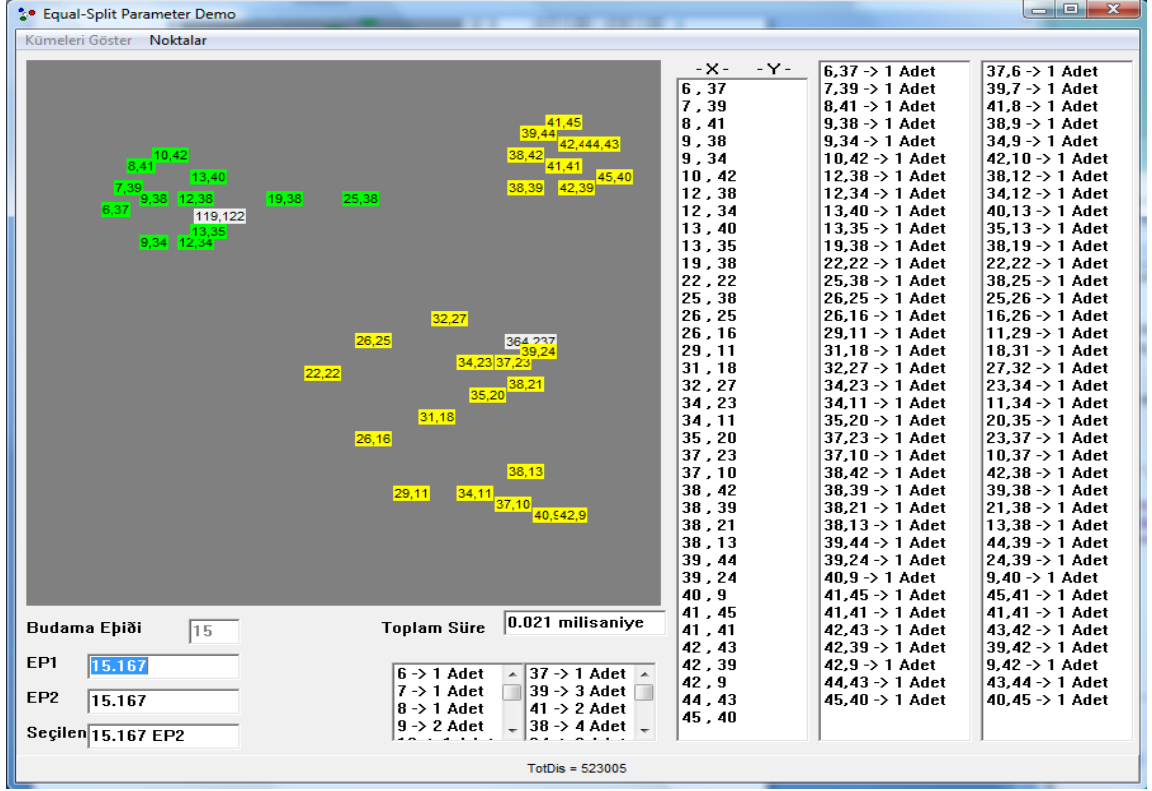 Equal-Split Parameter Demo
Kümeleri Göster Noktalar
41,45
39,44
42,4 44,43
38,42
41,41
45,40
38,39 42,39
10,42
8,41
13,40
7,39
9,38 12,38 19,38 25,38
6,37
119,122
13,35
9,34 12,34
32,27
26,25
364,237
39,24
34,23 37,23
22,22
38,21
35,20
31,18
26,16
38,13
29,11 34,11
37,10
40,9 42,9
-X- -Y-
6 , 37
7 , 39
8 , 41
9 , 38
9 , 34
10 , 42
12 , 38
12 , 34
13 , 40
13 , 35
19 , 38
22 , 22
25 , 38
26 , 25
26 , 16
29 , 11
31 , 18
32 , 27
34 , 23
34 , 11
35 , 20
37 , 23
37 , 10
38 , 42
38 , 39
38 , 21
38 , 13
39 , 44
39 , 24
40 , 9
41 , 45
41 , 41
42 , 43
42 , 39
42 , 9
44 , 43
45 , 40
6,37 -> 1 Adet
7,39 -> 1 Adet
8,41 -> 1 Adet
9,38 -> 1 Adet
9,34 -> 1 Adet
10,42 -> 1 Adet
12,38 -> 1 Adet
12,34 -> 1 Adet
13,40 -> 1 Adet
13,35 -> 1 Adet
19,38 -> 1 Adet
22,22 -> 1 Adet
25,38 -> 1 Adet
26,25 -> 1 Adet
26,16 -> 1 Adet
29,11 -> 1 Adet
31,18 -> 1 Adet
32,27 -> 1 Adet
34,23 -> 1 Adet
34,11 -> 1 Adet
35,20 -> 1 Adet
37,23 -> 1 Adet
37,10 -> 1 Adet
38,42 -> 1 Adet
38,39 -> 1 Adet
38,21 -> 1 Adet
38,13 -> 1 Adet
39,44 -> 1 Adet
39,24 -> 1 Adet
40,9 -> 1 Adet
41,45 -> 1 Adet
41,41 -> 1 Adet
42,43 -> 1 Adet
42,39 -> 1 Adet
42,9 -> 1 Adet
44,43 -> 1 Adet
45,40 -> 1 Adet
37,6 -> 1 Adet
39,7 -> 1 Adet
41,8 -> 1 Adet
38,9 -> 1 Adet
34,9 -> 1 Adet
42,10 -> 1 Adet
38,12 -> 1 Adet
34,12 -> 1 Adet
40,13 -> 1 Adet
35,13 -> 1 Adet
38,19 -> 1 Adet
22,22 -> 1 Adet
38,25 -> 1 Adet
25,26 -> 1 Adet
16,26 -> 1 Adet
11,29 -> 1 Adet
18,31 -> 1 Adet
27,32 -> 1 Adet
23,34 -> 1 Adet
11,34 -> 1 Adet
20,35 -> 1 Adet
23,37 -> 1 Adet
10,37 -> 1 Adet
42,38 -> 1 Adet
39,38 -> 1 Adet
21,38 -> 1 Adet
13,38 -> 1 Adet
44,39 -> 1 Adet
24,39 -> 1 Adet
9,40 -> 1 Adet
45,41 -> 1 Adet
41,41 -> 1 Adet
43,42 -> 1 Adet
39,42 -> 1 Adet
9,42 -> 1 Adet
43,44 -> 1 Adet
40,45 -> 1 Adet
Budama Eþiði 15
Toplam Süre 0.021 milisaniye
EP1 15.167
EP2 15.167
Seçilen 15.167 EP2
6 -> 1 Adet
7 -> 1 Adet
8 -> 1 Adet
9 -> 2 Adet
37 -> 1 Adet
39 -> 3 Adet
41 -> 2 Adet
38 -> 4 Adet
TotDis = 523005